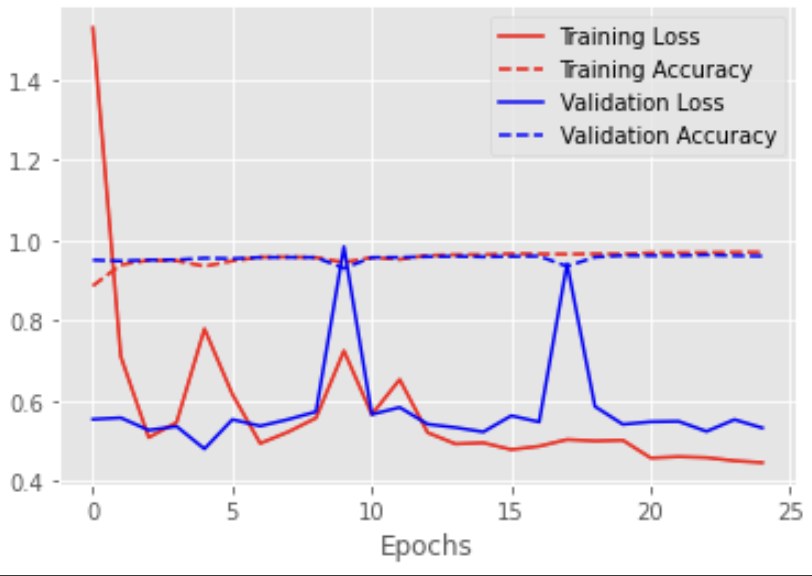 Training Loss
Training Accuracy
Validation Loss
Validation Accuracy
1.4
1.2
1.0
0.8
0.6
0.4
0 5 10 15 20 25
Epochs